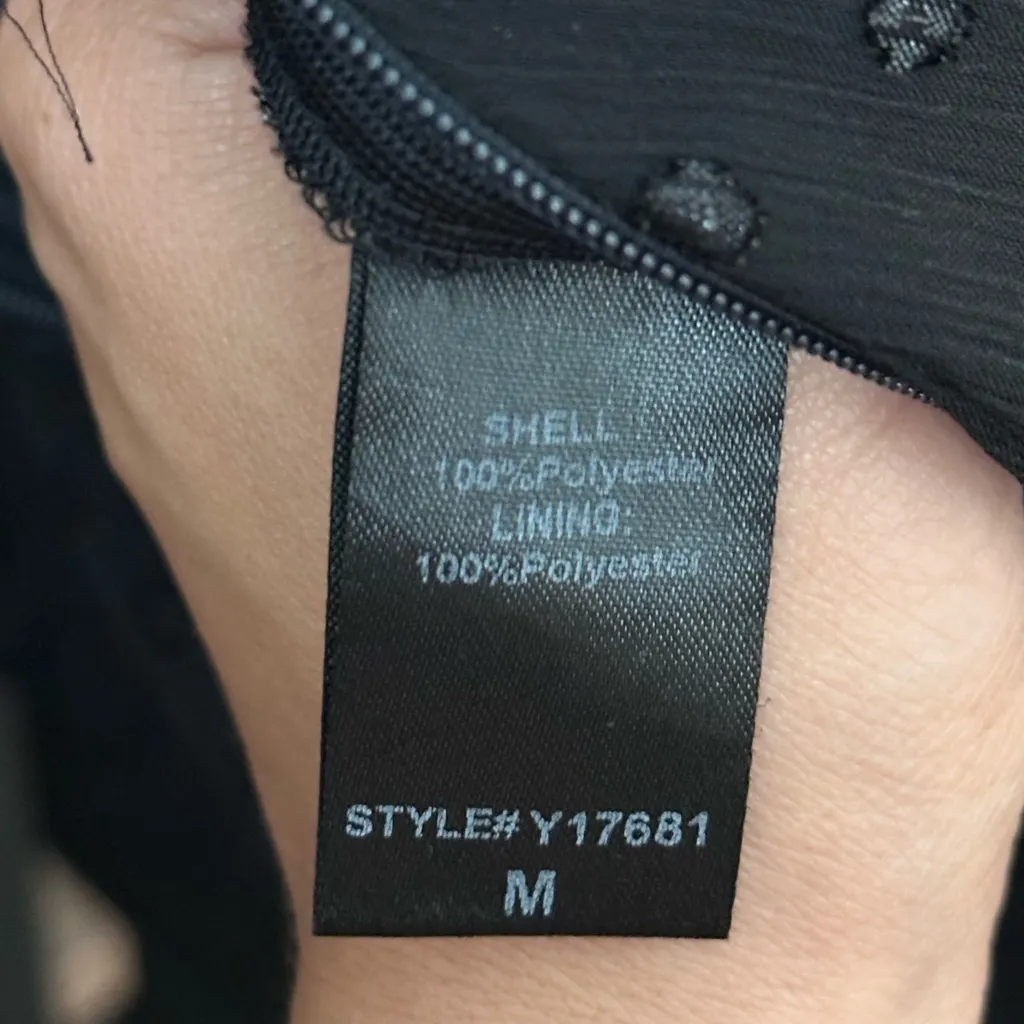 SHELL
100%Polyester
LINING:
100%Polyester
STYLE# Y17681
M